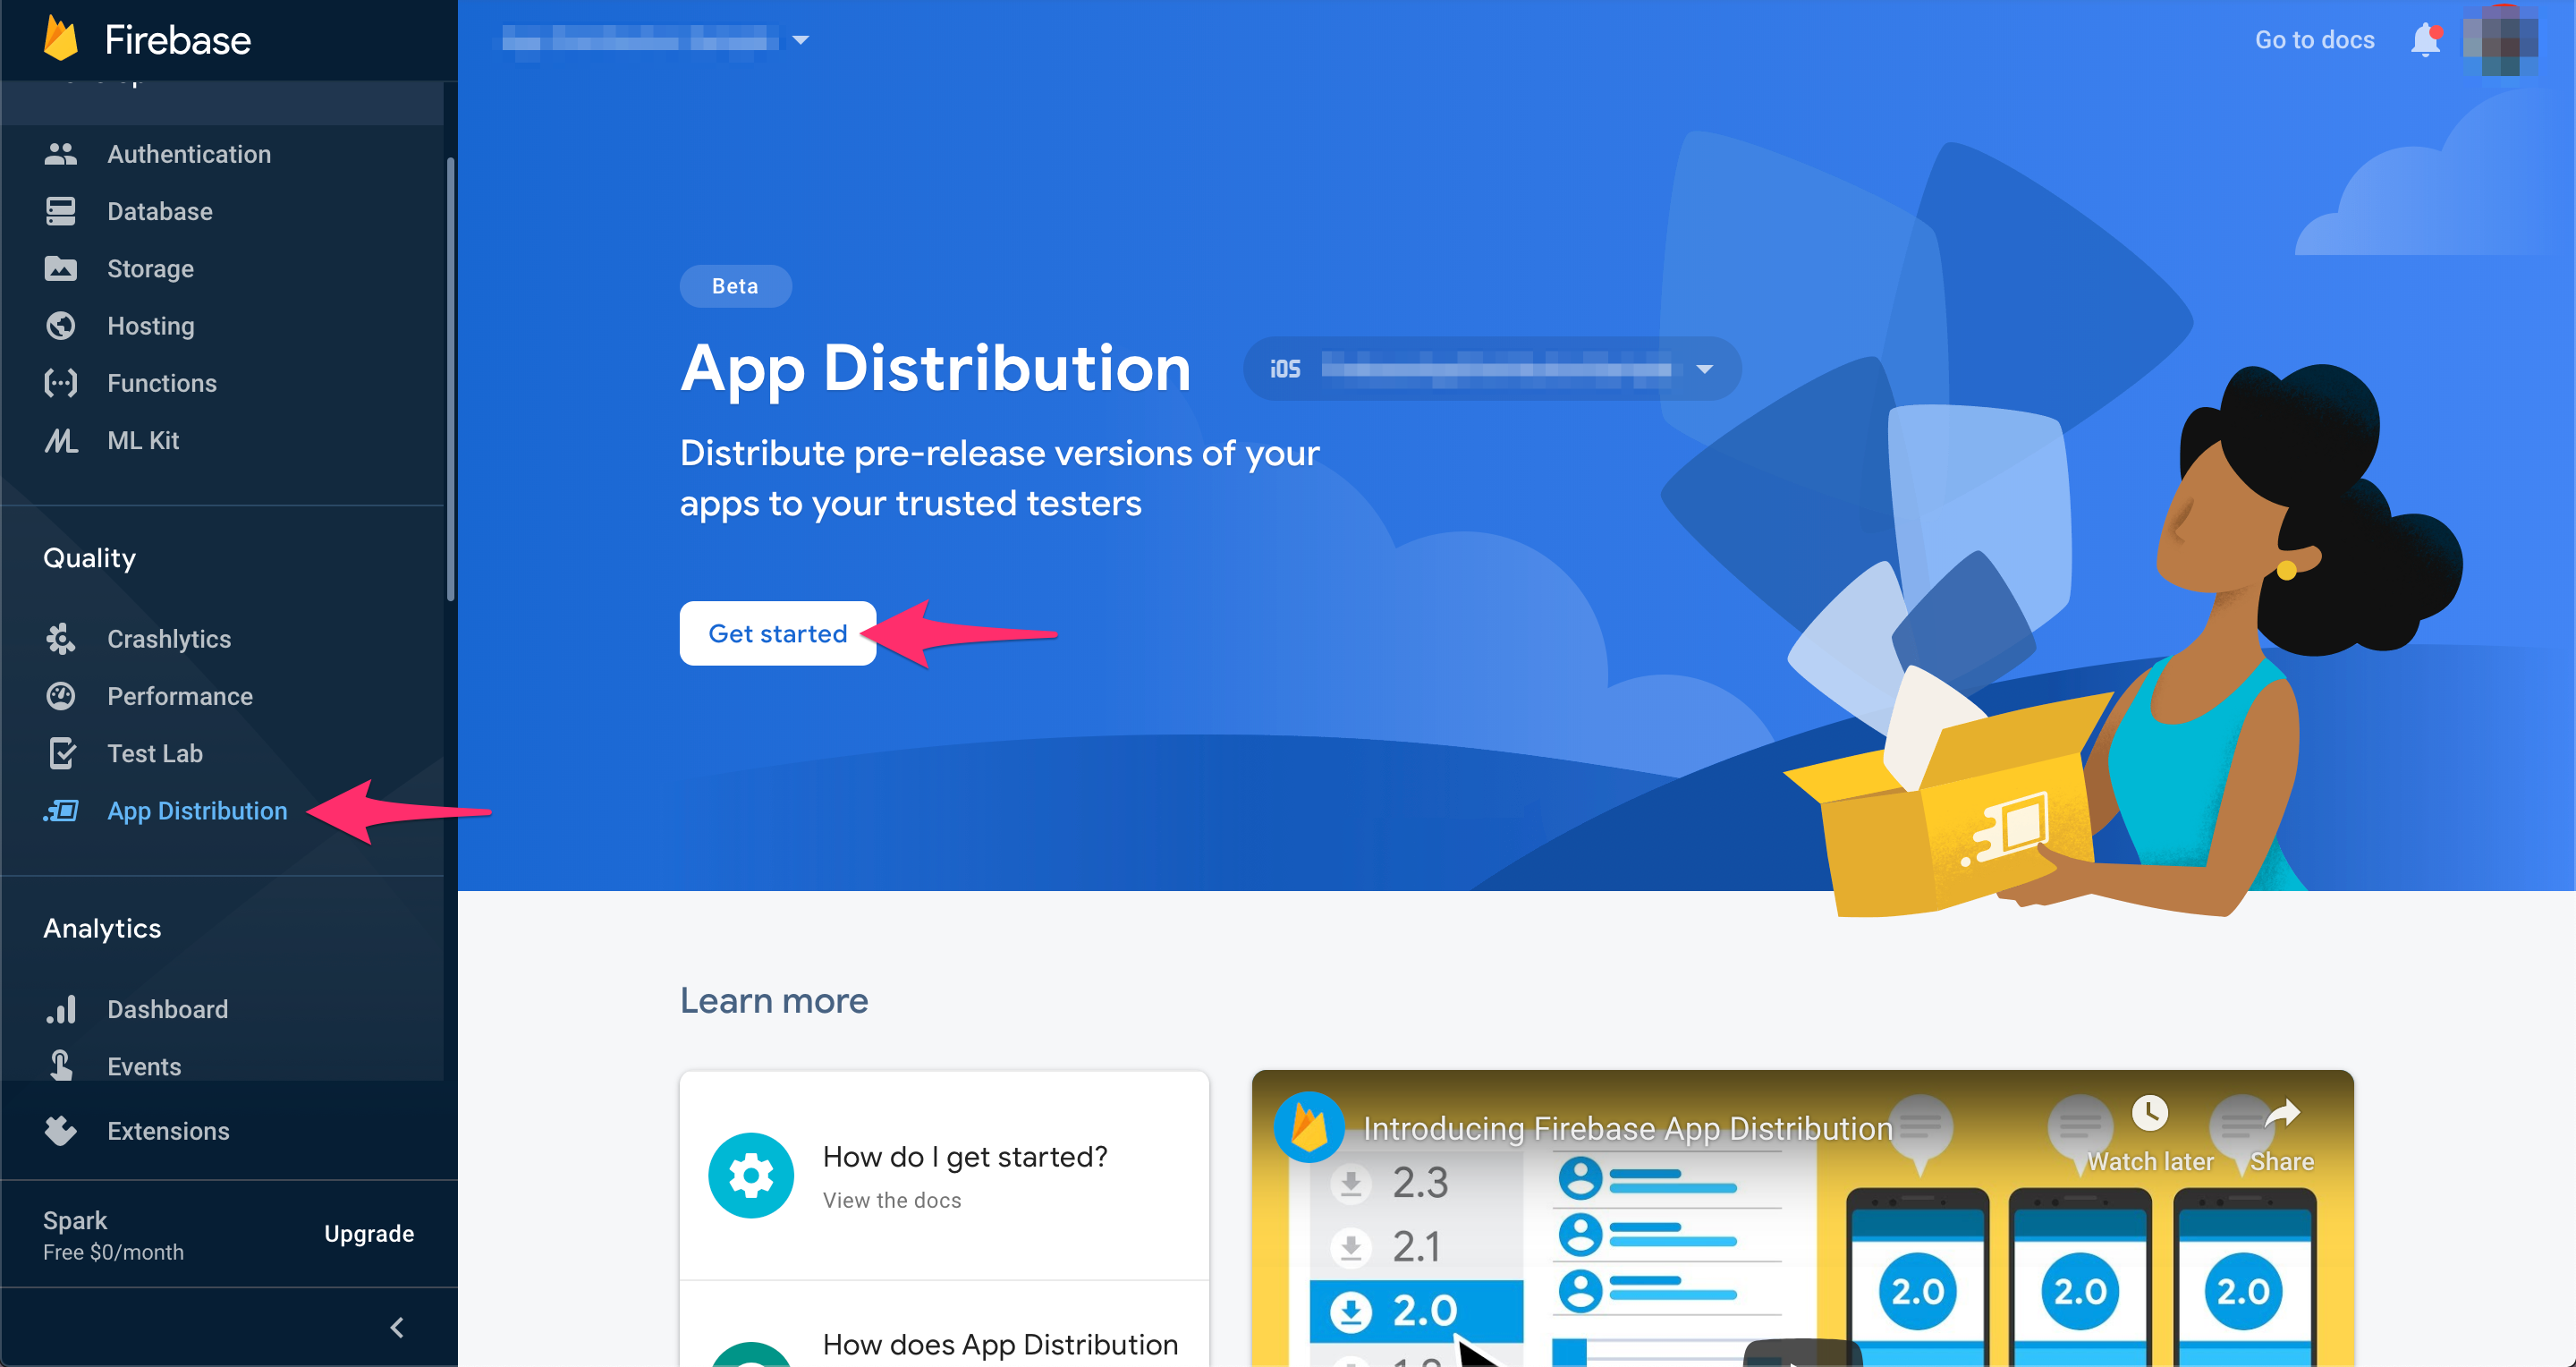 Firebase
Authentication
Database
Storage
Hosting
Functions
ML Kit
Quality
Crashlytics
Performance
Test Lab
App Distribution
Analytics
Dashboard
Events
Extensions
Spark
Free $0/month
Upgrade
Go to docs
Beta
App Distribution
iOS
Distribute pre-release versions of your
apps to your trusted testers
Get started
Learn more
How do I get started?
View the docs
How does App Distribution
Introducing Firebase App Distribution
Watch later
Share
2.3
2.1
2.0
2.0
2.0
2.0